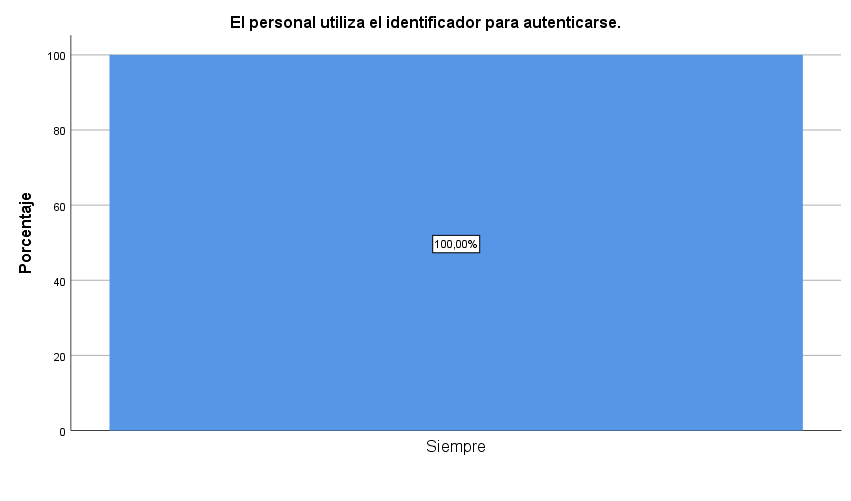 El personal utiliza el identificador para autenticarse.
Porcentaje
100
80
60
40
20
0
100,00%
Siempre